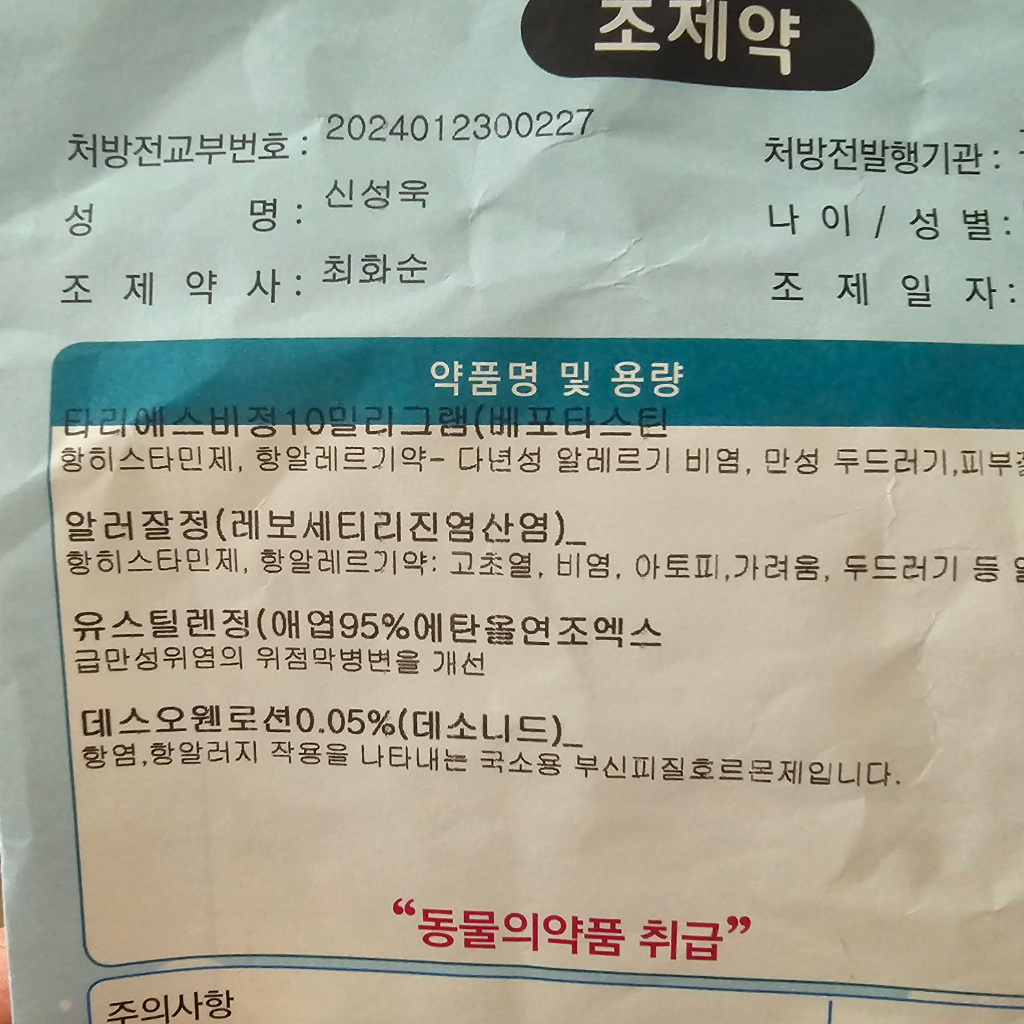 조제약
처방전교부번호 : 2024012300227
처방전발행기관 :
성 명 : 신성욱
나 이 / 성 별 :
조 제 약 사 : 최화순
조 제 일 자 :
약품명 및 용량
타리에스비정10밀리그램(베포타스틴
항히스타민제, 항알레르기약- 다년성 알레르기 비염, 만성 두드러기,피부
알러잘정(레보세티리진염산염)_
항히스타민제, 항알레르기약: 고초열, 비염, 아토피,가려움, 두드러기 등
유스틸렌정(애엽95%에탄올연조엑스
급만성위염의 위점막병변을 개선
데스오웬로션0.05%(데소니드)_
항염,항알러지 작용을 나타내는 국소용 부신피질호르몬제입니다.
“동물의약품 취급”
주의사항